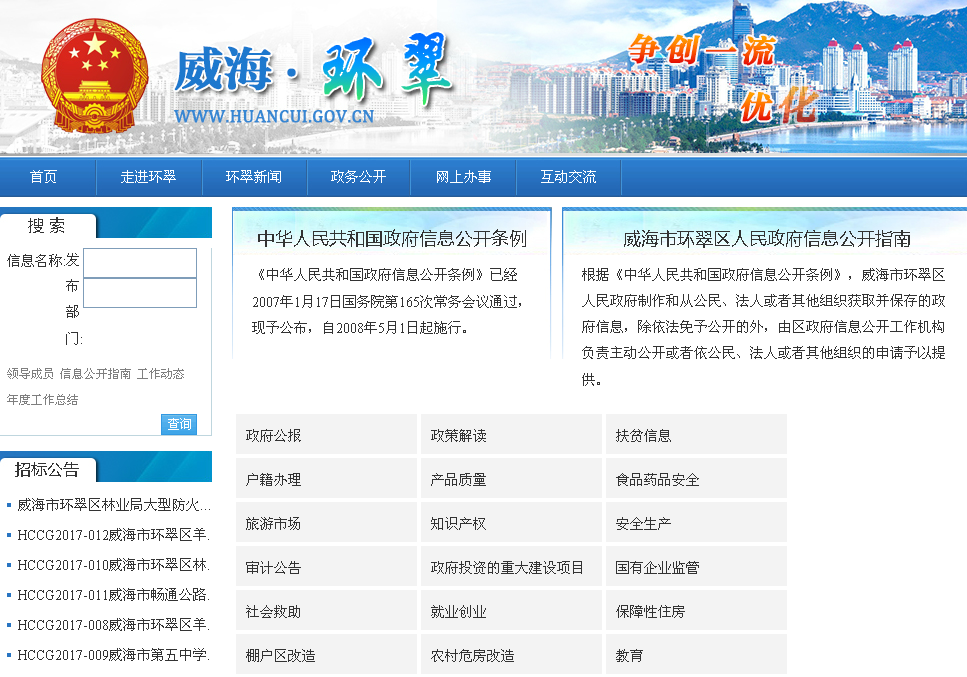 威海·环翠
WWW.HUANCUI.GOV.CN
争创一流
优化
首页
走进环翠
环翠新闻
政务公开
网上办事
互动交流
搜 索
信息名称:发
布
部
门:
领导成员 信息公开指南 工作动态
年度工作总结
查询
招标公告
威海市环翠区林业局大型防火...
HCCG2017-012威海市环翠区羊.
HCCG2017-010威海市环翠区林.
HCCG2017-011威海市畅通公路.
HCCG2017-008威海市环翠区羊.
HCCG2017-009威海市第五中学.
中华人民共和国政府信息公开条例
《中华人民共和国政府信息公开条例》已经
2007年1月17日国务院第165次常务会议通过，
现予公布，自2008年5月1日起施行。
威海市环翠区人民政府信息公开指南
根据《中华人民共和国政府信息公开条例》，威海市环翠区
人民政府制作和从公民、法人或者其他组织获取并保存的政
府信息，除依法免予公开的外，由区政府信息公开工作机构
负责主动公开或者依公民、法人或者其他组织的申请予以提
供。
政府公报
政策解读
扶贫信息
户籍办理
产品质量
食品药品安全
旅游市场
知识产权
安全生产
审计公告
政府投资的重大建设项目
国有企业监管
社会救助
就业创业
保障性住房
棚户区改造
农村危房改造
教育